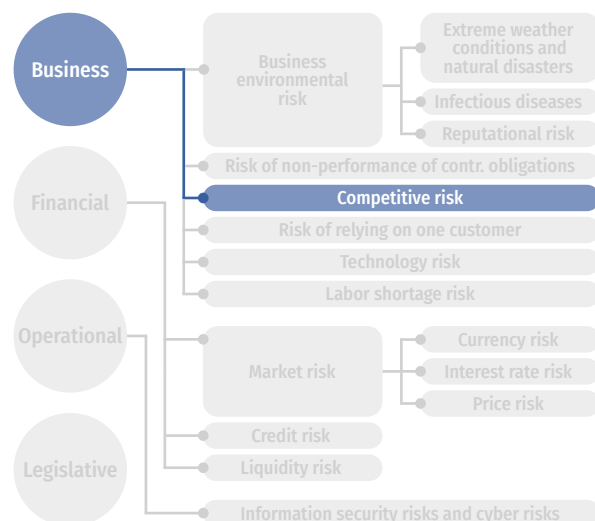 Business
Business
environmental
risk
Extreme weather
conditions and
natural disasters
Infectious diseases
Reputational risk
Risk of non-performance of contr. obligations
Financial
Competitive risk
Risk of relying on one customer
Technology risk
Labor shortage risk
Operational
Market risk
Currency risk
Interest rate risk
Price risk
Credit risk
Legislative
Liquidity risk
Information security risks and cyber risks